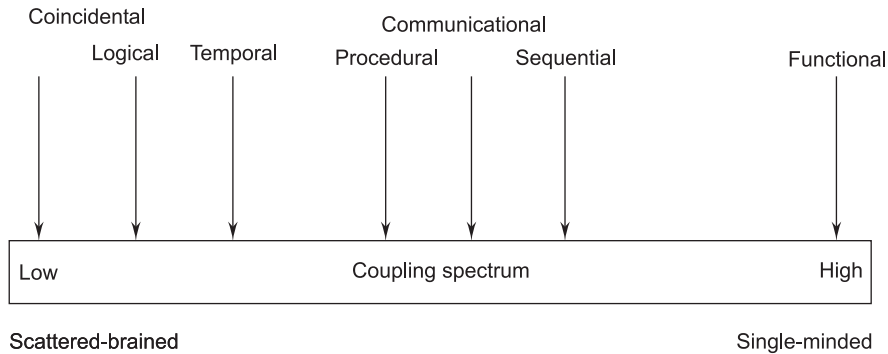 Coincidental
Communicational
Logical
Temporal
Procedural
Sequential
Functional
Low
Coupling spectrum
High
Scattered-brained
Single-minded